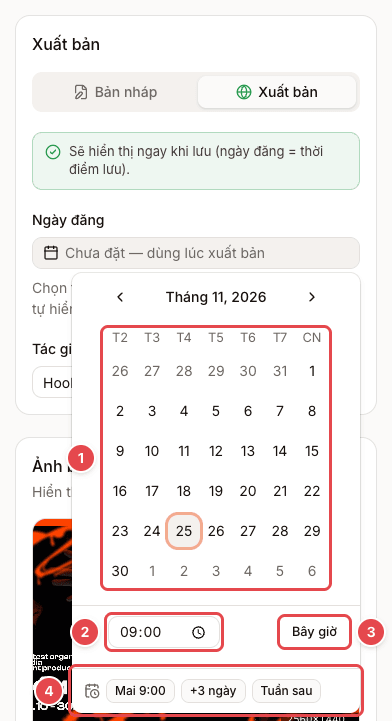 Xuất bản
Bản nháp
Xuất bản
Sẽ hiển thị ngay khi lưu (ngày đăng = thời
điểm lưu).
Ngày đăng
Chưa đặt — dùng lúc xuất bản
Chọn
tự hiển
Tháng 11, 2026
T2 T3 T4 T5 T6 T7 CN
26 27 28 29 30 31 1
Tác gi
2 3 4 5 6 7 8
9 10 11 12 13 14 15
1
16 17 18 19 20 21 22
Hiển t
23 24 25 26 27 28 29
30 1 2 3 4 5 6
2
09:00
Bây giờ
3
4
Mai 9:00
+3 ngày
Tuần sau
2560×1440